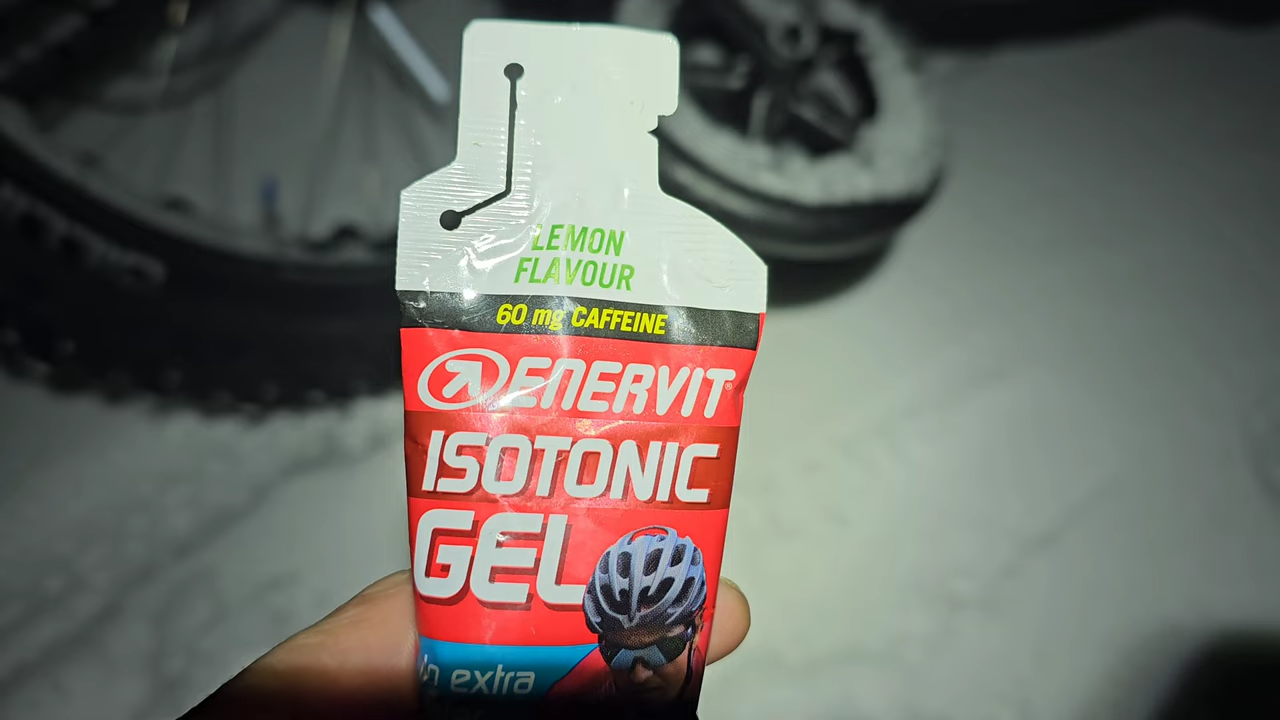 LEMON
FLAVOUR
60 mg CAFFEINE
ENERVIT®
ISOTONIC
GEL
extra